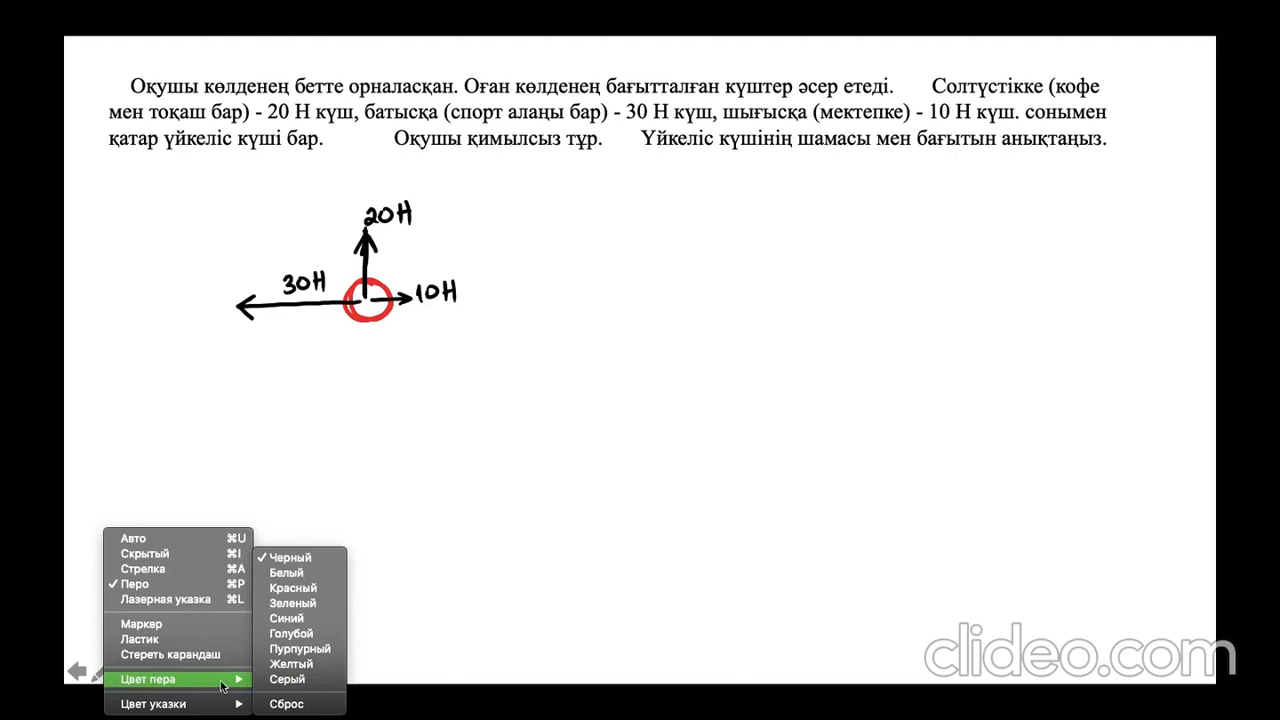 Оқушы көлденең бетте орналасқан. Оған көлденең бағытталған күштер әсер етеді. Солтүстікке (кофе
мен тоқаш бар) - 20 Н күш, батысқа (спорт алаңы бар) - 30 Н күш, шығысқа (мектепке) - 10 Н күш. сонымен
қатар үйкеліс күші бар. Оқушы қимылсыз тұр. Үйкеліс күшінің шамасы мен бағытын анықтаңыз.
20Н
30Н
10Н
Авто ⌘U
Скрытый ⌘I
Стрелка ⌘A
✓ Перо ⌘P
Лазерная указка ⌘L
Маркер
Ластик
Стереть карандаш
Цвет пера
Цвет указки
✓ Черный
Белый
Красный
Зеленый
Синий
Голубой
Пурпурный
Желтый
Серый
Сброс
clideo.com